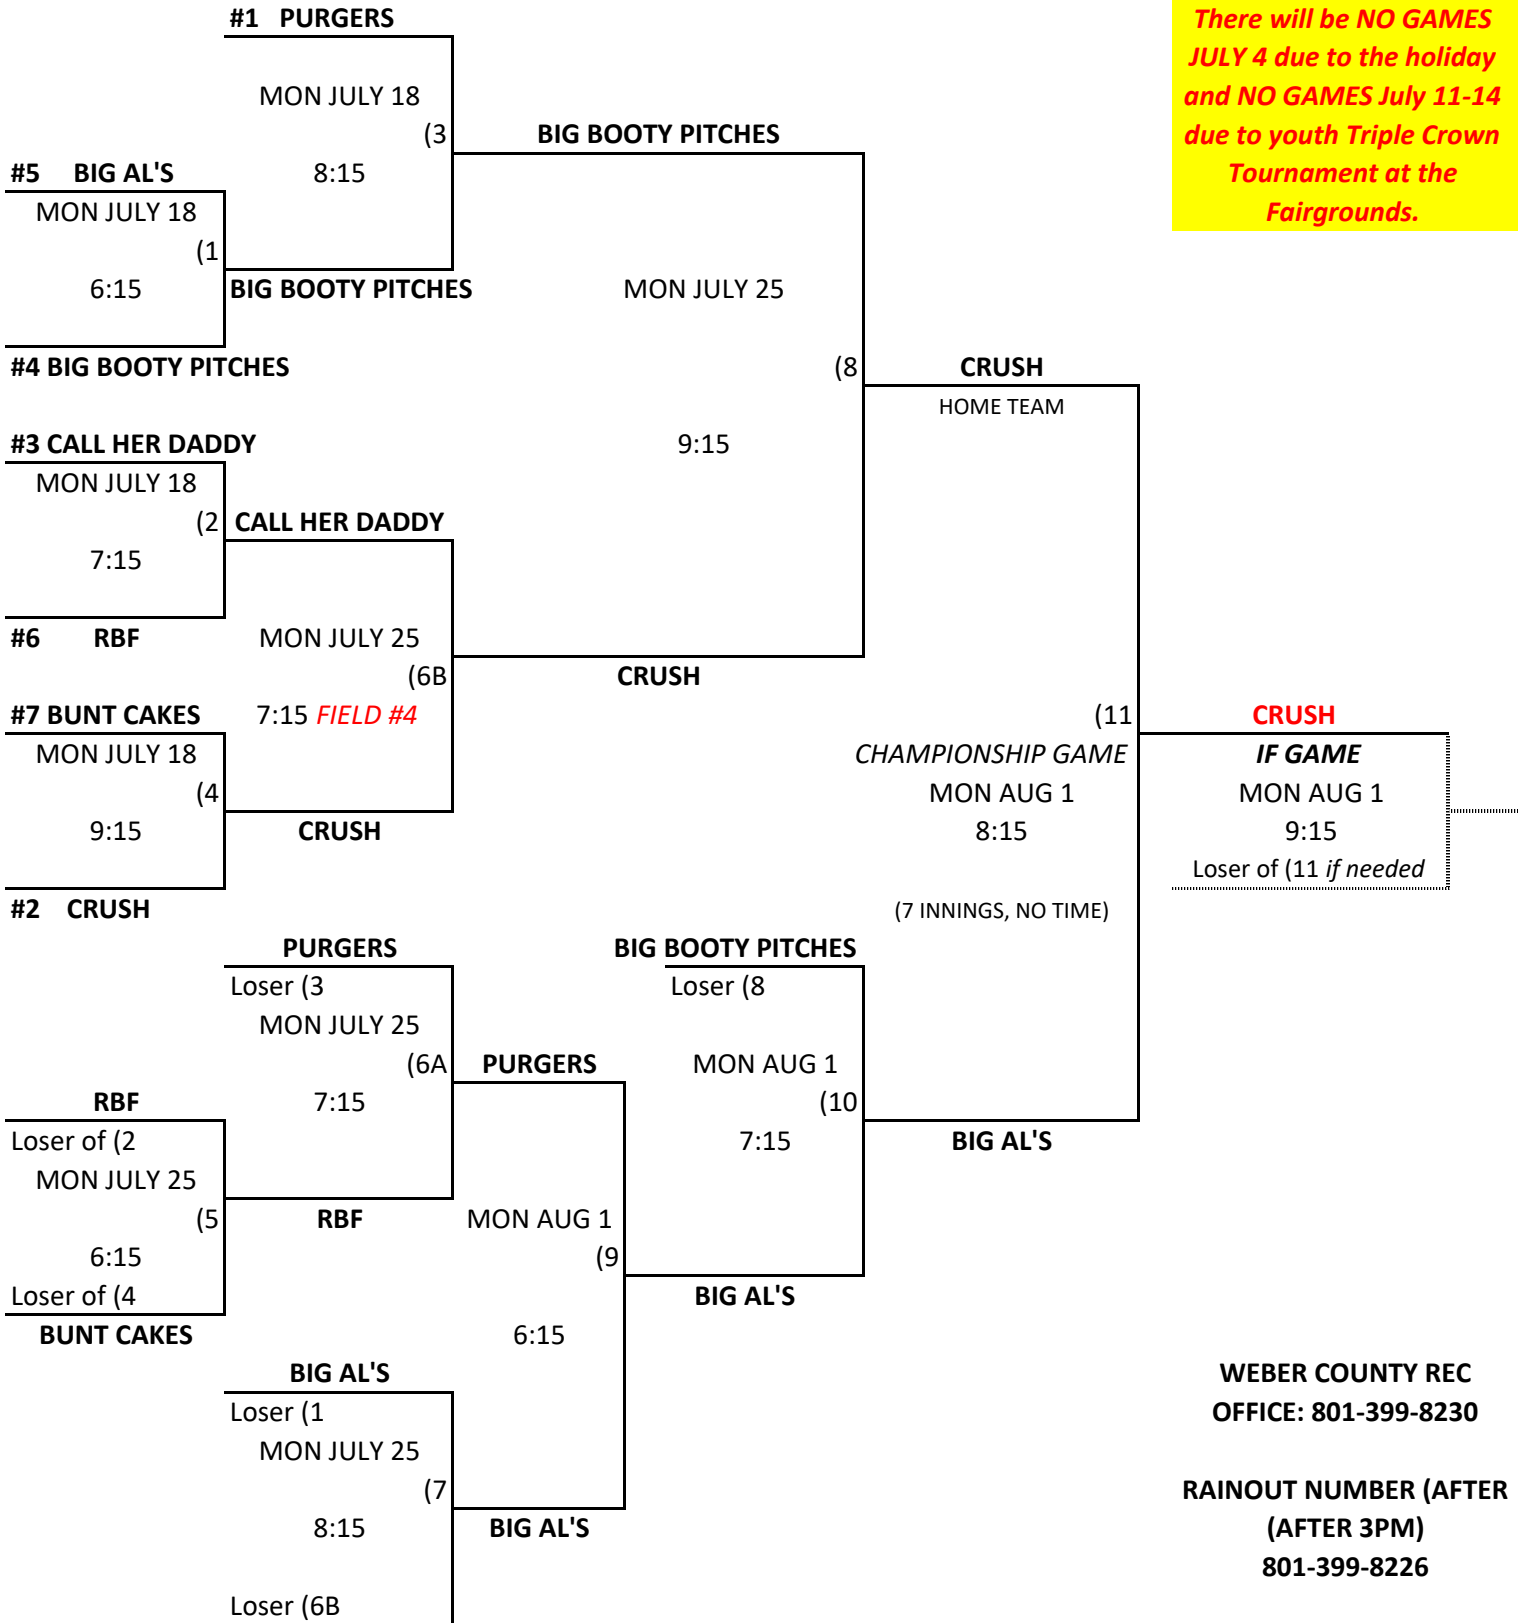 #1 PURGERS
There will be NO GAMES
JULY 4 due to the holiday
and NO GAMES July 11-14
due to youth Triple Crown
Tournament at the
Fairgrounds.
MON JULY 18
(3
BIG BOOTY PITCHES
8:15
#5 BIG AL'S
MON JULY 18
(1
6:15
BIG BOOTY PITCHES
MON JULY 25
#4 BIG BOOTY PITCHES
(8
CRUSH
HOME TEAM
#3 CALL HER DADDY
9:15
MON JULY 18
(2
CALL HER DADDY
7:15
#6 RBF
MON JULY 25
(6B
CRUSH
#7 BUNT CAKES
7:15 FIELD #4
(11
CRUSH
MON JULY 18
CHAMPIONSHIP GAME
IF GAME
(4
MON AUG 1
MON AUG 1
9:15
CRUSH
8:15
9:15
Loser of (11 if needed
#2 CRUSH
(7 INNINGS, NO TIME)
PURGERS
BIG BOOTY PITCHES
Loser (3
Loser (8
MON JULY 25
(6A
PURGERS
MON AUG 1
RBF
7:15
(10
Loser of (2
7:15
BIG AL'S
MON JULY 25
(5
RBF
MON AUG 1
6:15
(9
Loser of (4
BIG AL'S
BUNT CAKES
6:15
BIG AL'S
WEBER COUNTY REC
Loser (1
OFFICE: 801-399-8230
MON JULY 25
(7
RAINOUT NUMBER (AFTER
8:15
BIG AL'S
(AFTER 3PM)
801-399-8226
Loser (6B